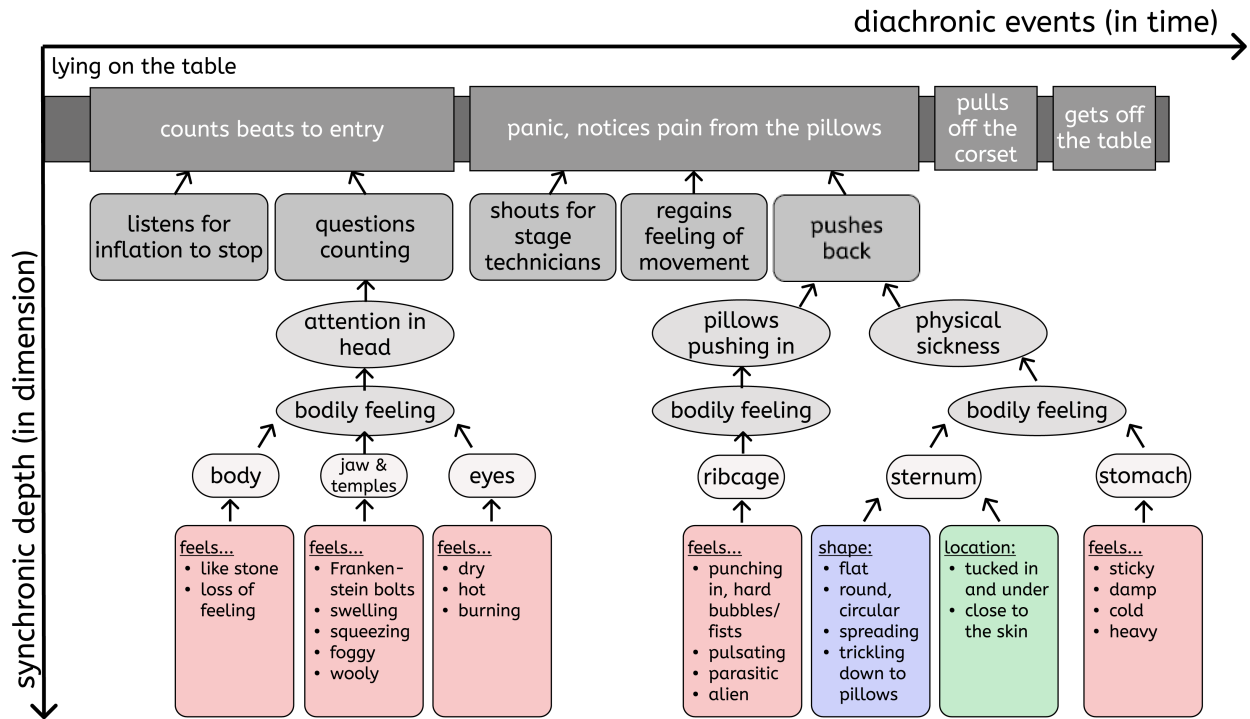 diachronic events (in time)
lying on the table
counts beats to entry
panic, notices pain from the pillows
pulls
off the
corset
gets off
the table
listens for
inflation to stop
questions
counting
shouts for
stage
technicians
regains
feeling of
movement
pushes
back
attention in
head
pillows
pushing in
physical
sickness
bodily feeling
bodily feeling
bodily feeling
body
jaw &
temples
eyes
ribcage
sternum
stomach
feels...
• like stone
• loss of
feeling
feels...
• Franken-
stein bolts
• swelling
• squeezing
• foggy
• wooly
feels...
• dry
• hot
• burning
feels...
• punching
in, hard
bubbles/
fists
• pulsating
• parasitic
• alien
shape:
• flat
• round,
circular
• spreading
• trickling
down to
pillows
location:
• tucked in
and under
• close to
the skin
feels...
• sticky
• damp
• cold
• heavy
synchronic depth (in dimension)